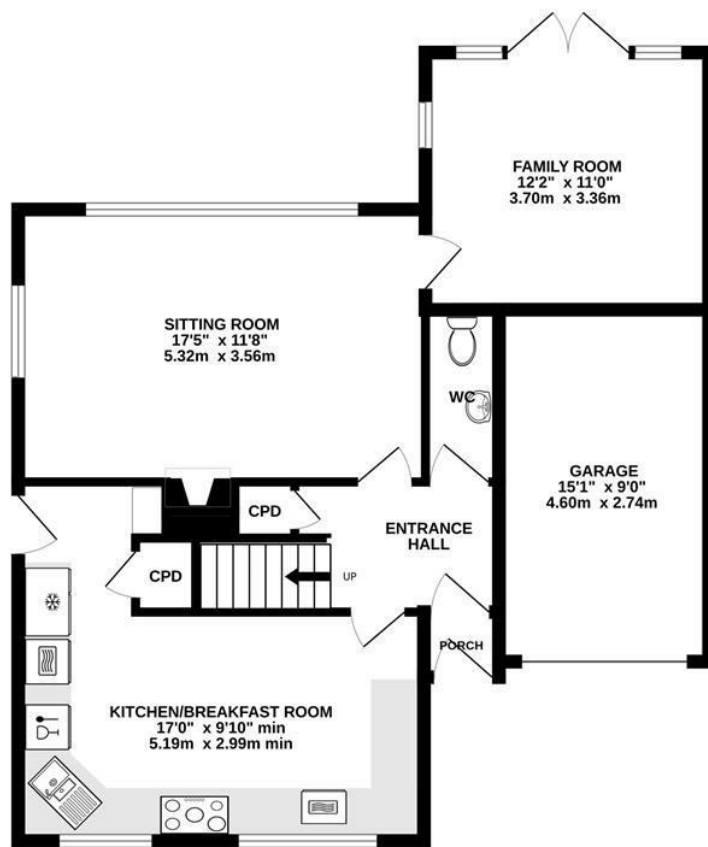 FAMILY ROOM
12'2" x 11'0"
3.70m x 3.36m
SITTING ROOM
17'5" x 11'8"
5.32m x 3.56m
WC
GARAGE
15'1" x 9'0"
4.60m x 2.74m
CPD
ENTRANCE
HALL
CPD
UP
PORCH
KITCHEN/BREAKFAST ROOM
17'0" x 9'10" min
5.19m x 2.99m min